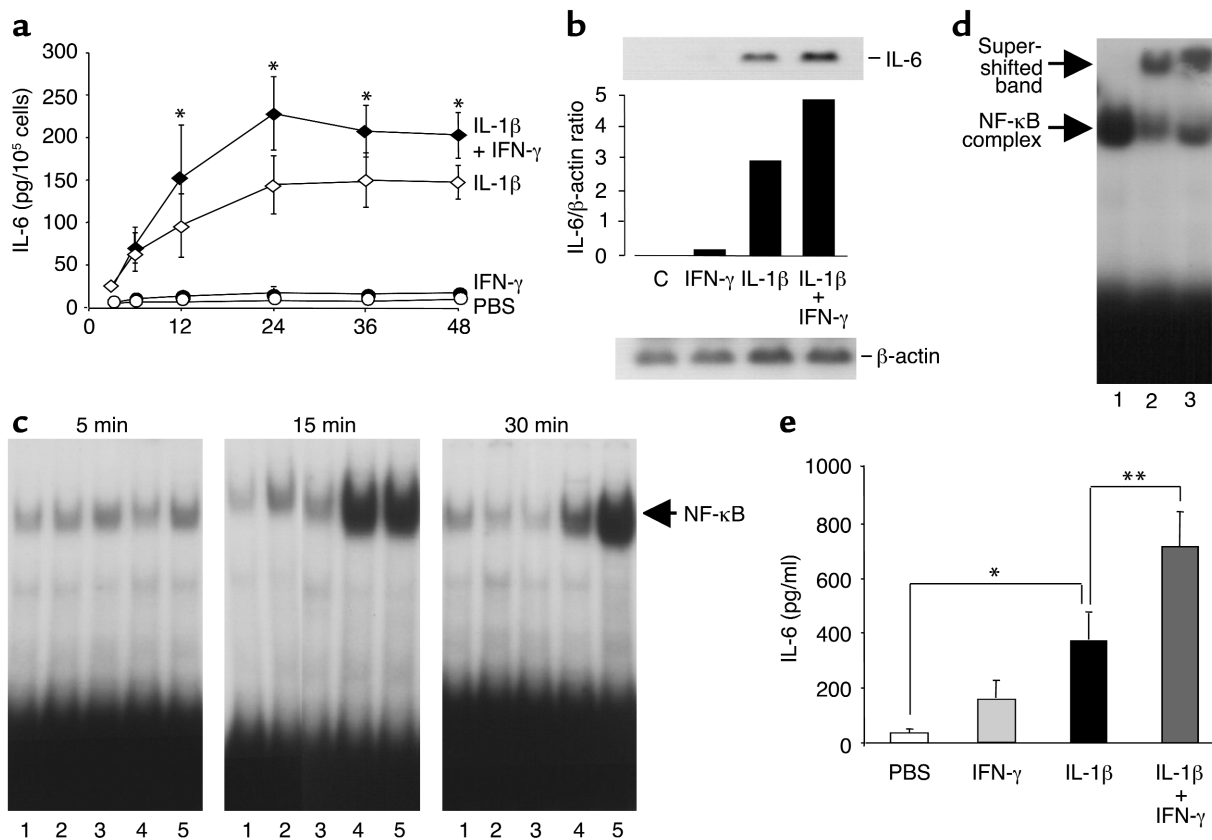 a
300
250
200
150
100
50
0
IL-6 (pg/10⁵ cells)
*
*
*
*
IL-1β
+ IFN-γ
IL-1β
IFN-γ
PBS
0
12
24
36
48
b
IL-6
5
4
3
2
1
0
IL-6/β-actin ratio
C
IFN-γ
IL-1β
IL-1β
+
IFN-γ
β-actin
d
Super-
shifted
band
NF-κB
complex
1 2 3
c
5 min
15 min
30 min
NF-κB
1 2 3 4 5
1 2 3 4 5
1 2 3 4 5
e
1000
800
600
400
200
0
IL-6 (pg/ml)
*
**
PBS
IFN-γ
IL-1β
IL-1β
+
IFN-γ